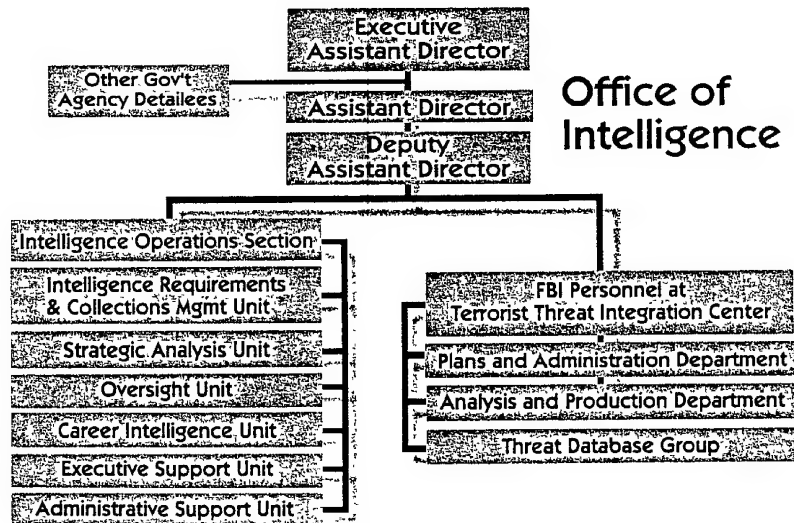 Executive
Assistant Director
Other Gov't
Agency Detailees
Office of
Intelligence
Assistant Director
Deputy
Assistant Director
Intelligence Operations Section
Intelligence Requirements
& Collections Mgmt Unit
Strategic Analysis Unit
Oversight Unit
Career Intelligence Unit
Executive Support Unit
Administrative Support Unit
FBI Personnel at
Terrorist Threat Integration Center
Plans and Administration Department
Analysis and Production Department
Threat Database Group